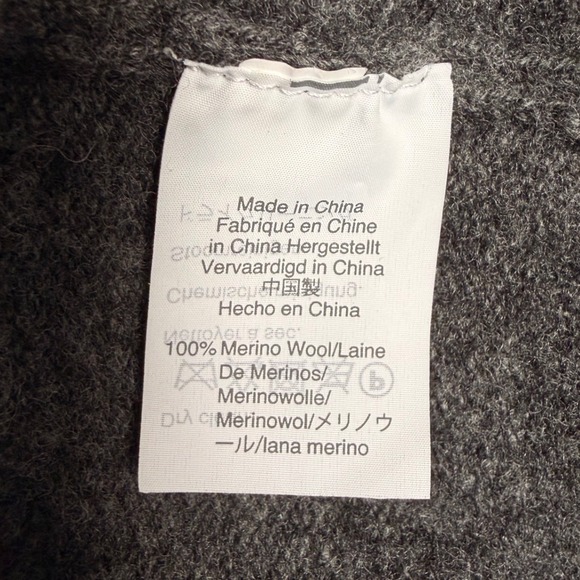 Made in China
Fabriqué en Chine
in China Hergestellt
Vervaardigd in China
中国製
Hecho en China
100% Merino Wool/Laine
De Merinos/
Merinowolle/
Merinowol/メリノウ
ール/lana merino